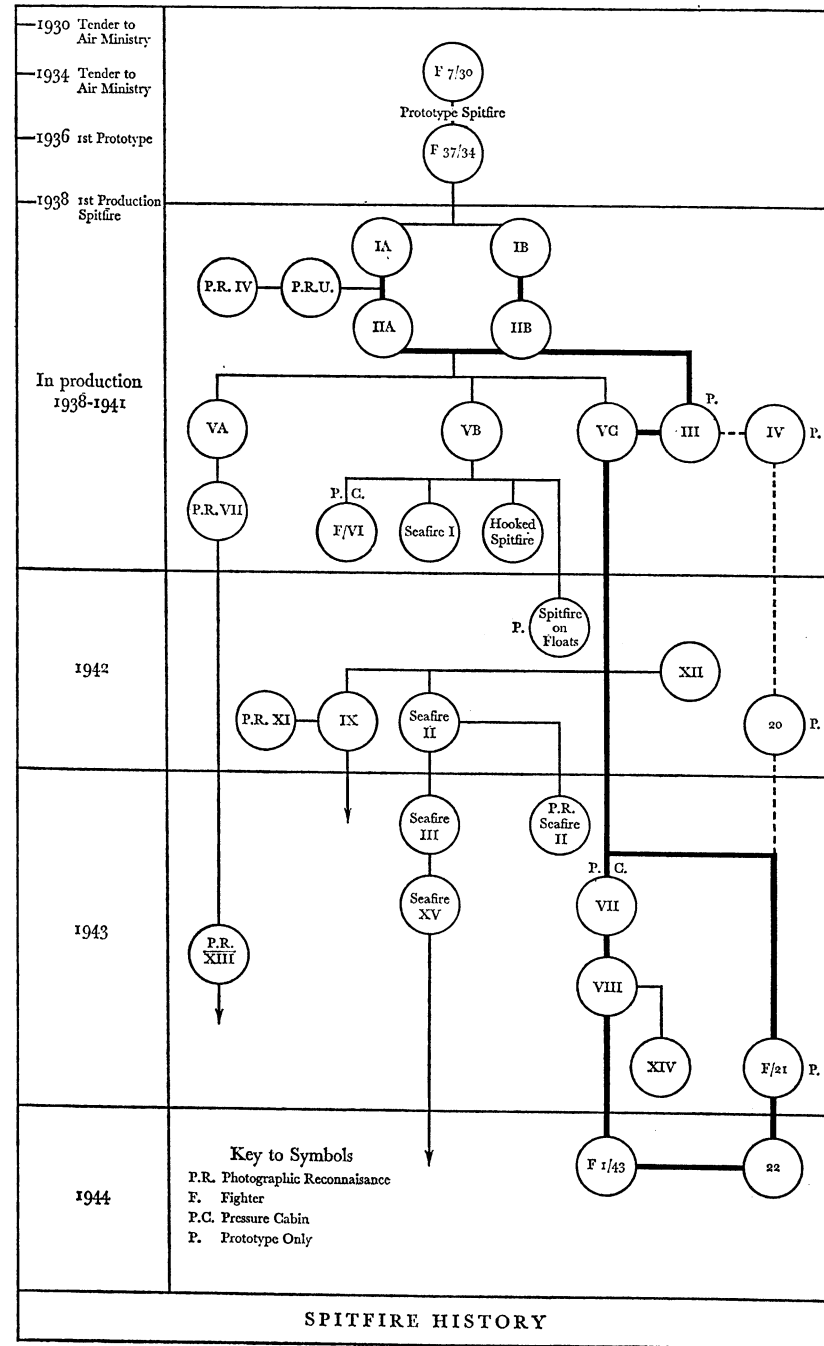 1930 Tender to
Air Ministry
1934 Tender to
Air Ministry
F 7/30
Prototype Spitfire
1936 1st Prototype
F 37/34
1938 1st Production
Spitfire
IA
IB
P.R. IV
P.R.U.
IIA
IIB
In production
1938-1941
P.
VA
VB
VC
III
IV
P.
P.R. VII
P. C.
F/VI
Seafire I
Hooked
Spitfire
P.
Spitfire
on
Floats
1942
XII
P.R. XI
IX
Seafire
II
20
P.
Seafire
III
P.R.
Seafire
II
P. C.
Seafire
XV
VII
1943
P.R.
XIII
VIII
XIV
F/21
P.
1944
Key to Symbols
P.R. Photographic Reconnaisance
F. Fighter
P.C. Pressure Cabin
P. Prototype Only
F 1/43
22
SPITFIRE HISTORY